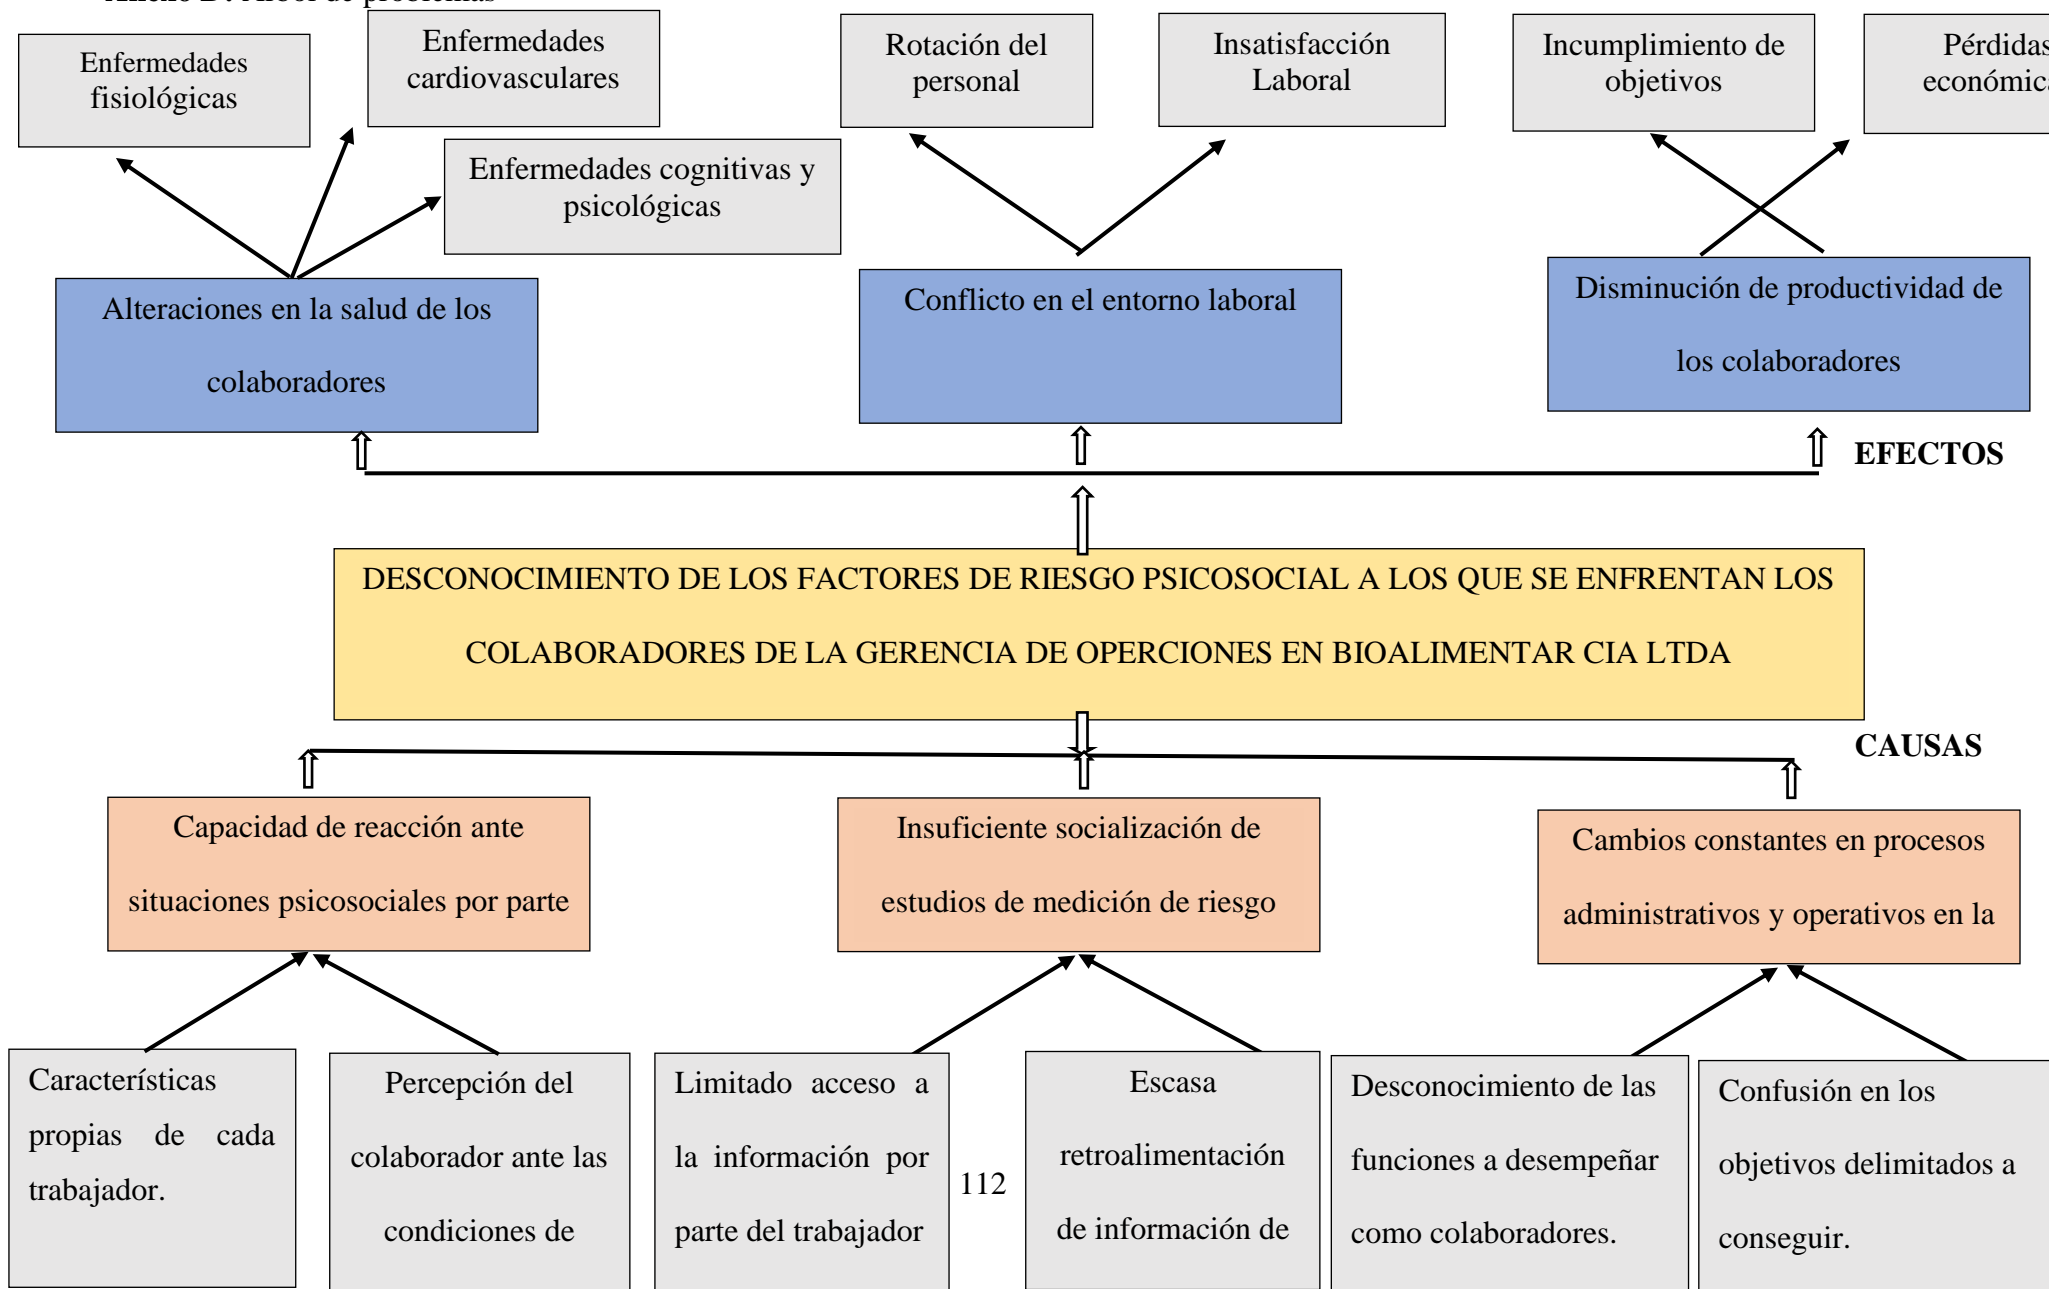 Enfermedades
fisiológicas
Enfermedades
cardiovasculares
Enfermedades cognitivas y
psicológicas
Rotación del
personal
Insatisfacción
Laboral
Incumplimiento de
objetivos
Pérdidas
Alteraciones en la salud de los
colaboradores
Conflicto en el entorno laboral
Disminución de productividad de
los colaboradores
EFECTOS
DESCONOCIMIENTO DE LOS FACTORES DE RIESGO PSICOSOCIAL A LOS QUE SE ENFRENTAN LOS
COLABORADORES DE LA GERENCIA DE OPERCIONES EN BIOALIMENTAR CIA LTDA
CAUSAS
Capacidad de reacción ante
situaciones psicosociales por parte
Insuficiente socialización de
estudios de medición de riesgo
Cambios constantes en procesos
administrativos y operativos en la
Características
propias de cada
trabajador.
Percepción del
colaborador ante las
condiciones de
Limitado acceso a
la información por
parte del trabajador
112
Escasa
retroalimentación
de información de
Desconocimiento de las
funciones a desempeñar
como colaboradores.
Confusión en los
objetivos delimitados a
conseguir.